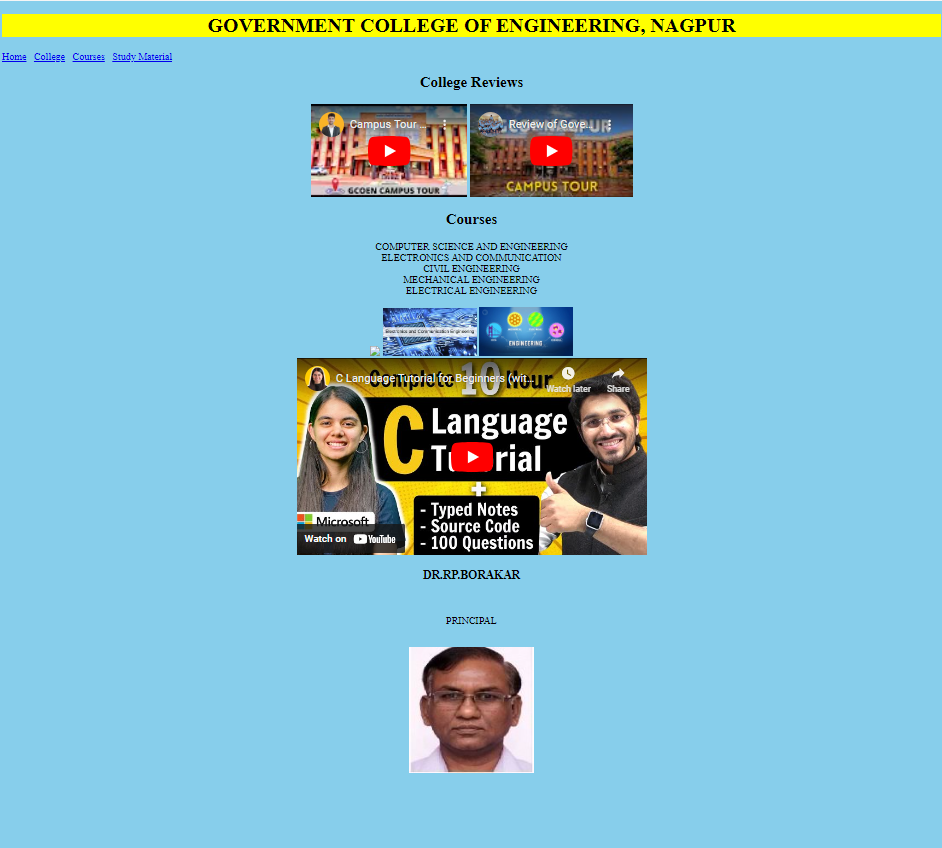 GOVERNMENT COLLEGE OF ENGINEERING, NAGPUR
Home College Courses Study Material
College Reviews
Campus Tour ...
GCOEN CAMPUS TOUR
Review of Gove...
CAMPUS TOUR
Courses
COMPUTER SCIENCE AND ENGINEERING
ELECTRONICS AND COMMUNICATION
CIVIL ENGINEERING
MECHANICAL ENGINEERING
ELECTRICAL ENGINEERING
Electronics and Communication Engineering
ENGINEERING
C Language Tutorial for Beginners (wit...
Watch later
Share
Complete 10 Hour
C Language
Tutorial
+
- Typed Notes
- Source Code
- 100 Questions
Microsoft
Watch on YouTube
DR.RP.BORAKAR
PRINCIPAL